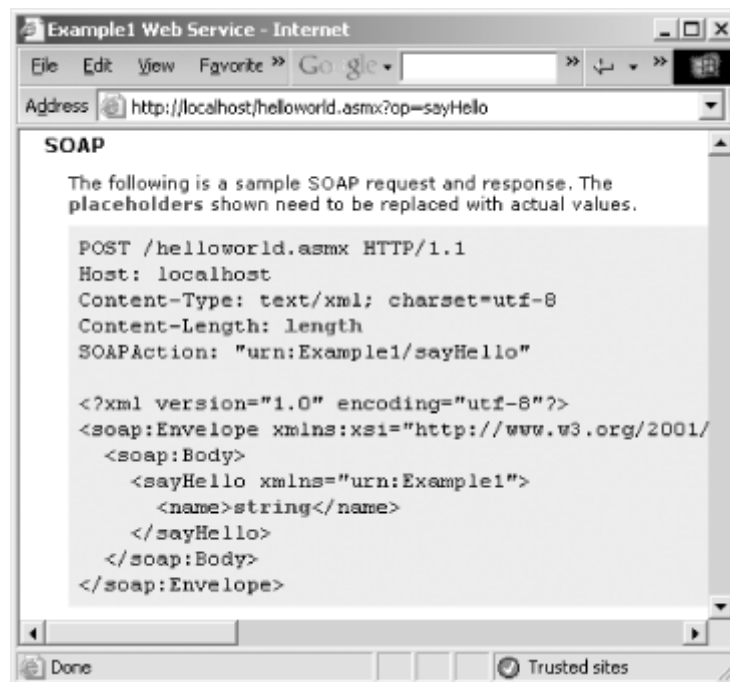 Example1 Web Service - Internet
File Edit View Favorite » Google » »
Address http://localhost/helloworld.asmx?op=sayHello
SOAP
The following is a sample SOAP request and response. The
placeholders shown need to be replaced with actual values.
POST /helloworld.asmx HTTP/1.1
Host: localhost
Content-Type: text/xml; charset=utf-8
Content-Length: length
SOAPAction: "urn:Example1/sayHello"
<?xml version="1.0" encoding="utf-8"?>
<soap:Envelope xmlns:xsi="http://www.w3.org/2001/
<soap:Body>
<sayHello xmlns="urn:Example1">
<name>string</name>
</sayHello>
</soap:Body>
</soap:Envelope>
Done Trusted sites